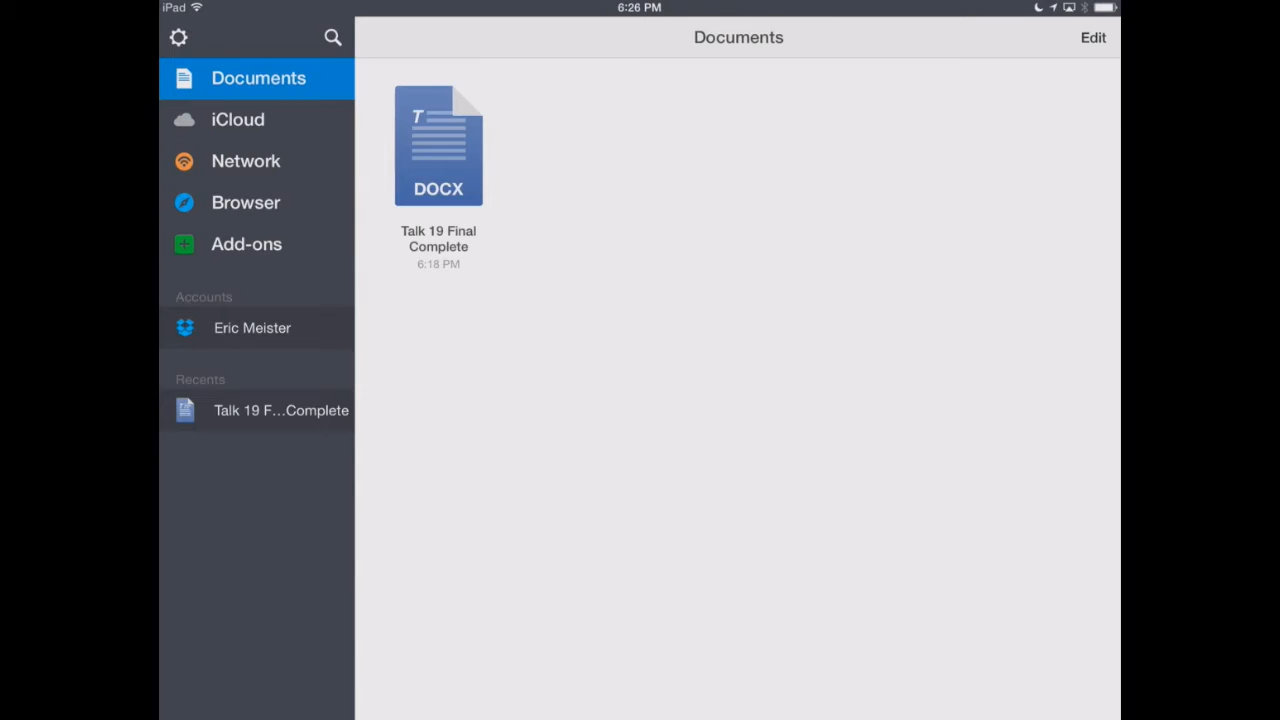 iPad
6:26 PM
Documents
Edit
Documents
iCloud
Network
Browser
Add-ons
Accounts
Eric Meister
Recents
Talk 19 F...Complete
T
DOCX
Talk 19 Final
Complete
6:18 PM